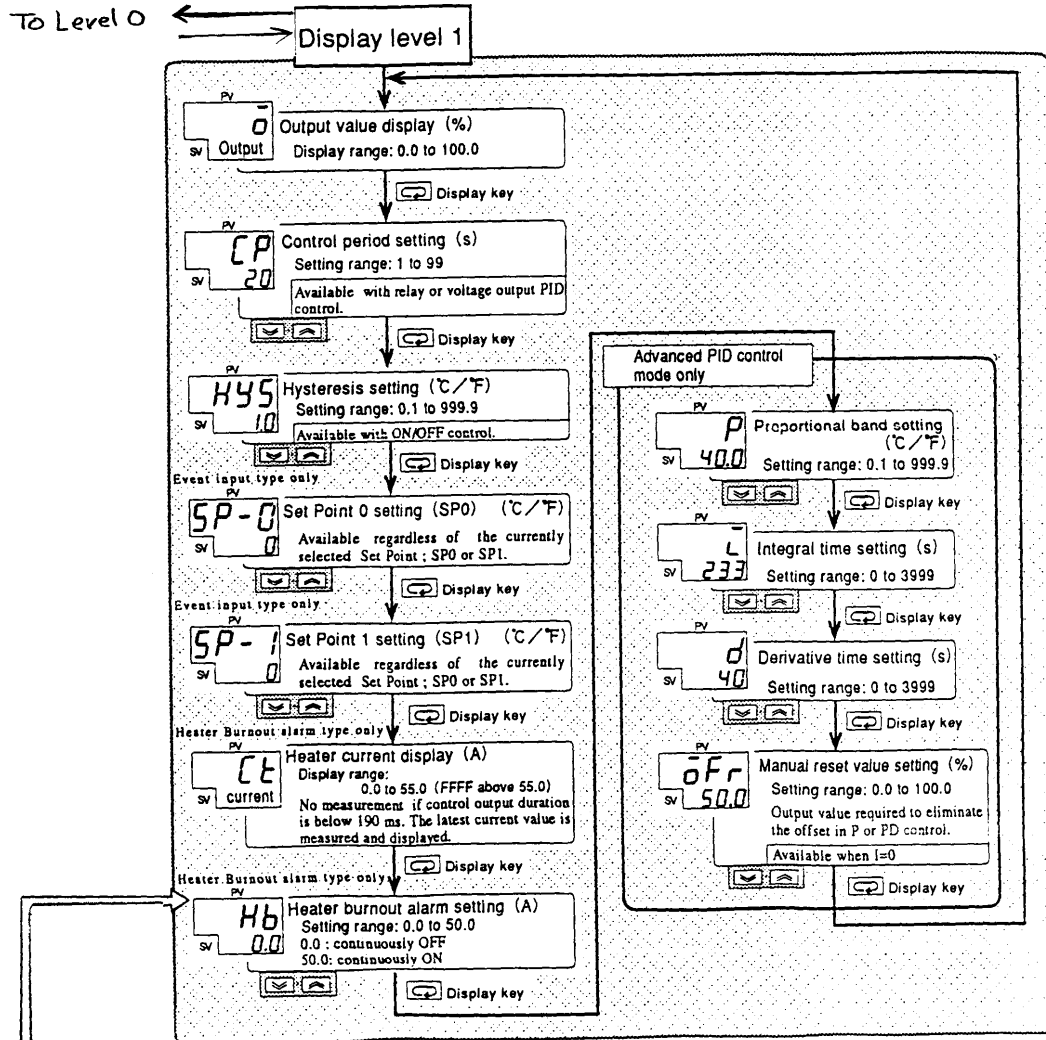 To Level 0
Display level 1
PV
o
SV
Output
Output value display (%)
Display range: 0.0 to 100.0
Display key
PV
CP
SV
20
Control period setting (s)
Setting range: 1 to 99
Available with relay or voltage output PID
control.
Display key
PV
HYS
SV
1.0
Hysteresis setting (℃/℉)
Setting range: 0.1 to 999.9
Available with ON/OFF control.
Display key
Event input type only
PV
SP-0
SV
0
Set Point 0 setting (SP0) (℃/℉)
Available regardless of the currently
selected Set Point ; SP0 or SP1.
Display key
Event input type only
PV
SP-1
SV
0
Set Point 1 setting (SP1) (℃/℉)
Available regardless of the currently
selected Set Point ; SP0 or SP1.
Display key
Heater Burnout alarm type only
PV
Ct
SV
current
Heater current display (A)
Display range:
0.0 to 55.0 (FFFF above 55.0)
No measurement if control output duration
is below 190 ms. The latest current value is
measured and displayed.
Display key
Heater Burnout alarm type only
PV
Hb
SV
0.0
Heater burnout alarm setting (A)
Setting range: 0.0 to 50.0
0.0 : continuously OFF
50.0: continuously ON
Display key
Advanced PID control
mode only
PV
P
SV
40.0
Proportional band setting
(℃/℉)
Setting range: 0.1 to 999.9
Display key
PV
i
SV
233
Integral time setting (s)
Setting range: 0 to 3999
Display key
PV
d
SV
40
Derivative time setting (s)
Setting range: 0 to 3999
Display key
PV
oFr
SV
50.0
Manual reset value setting (%)
Setting range: 0.0 to 100.0
Output value required to eliminate
the offset in P or PD control.
Available when I=0
Display key